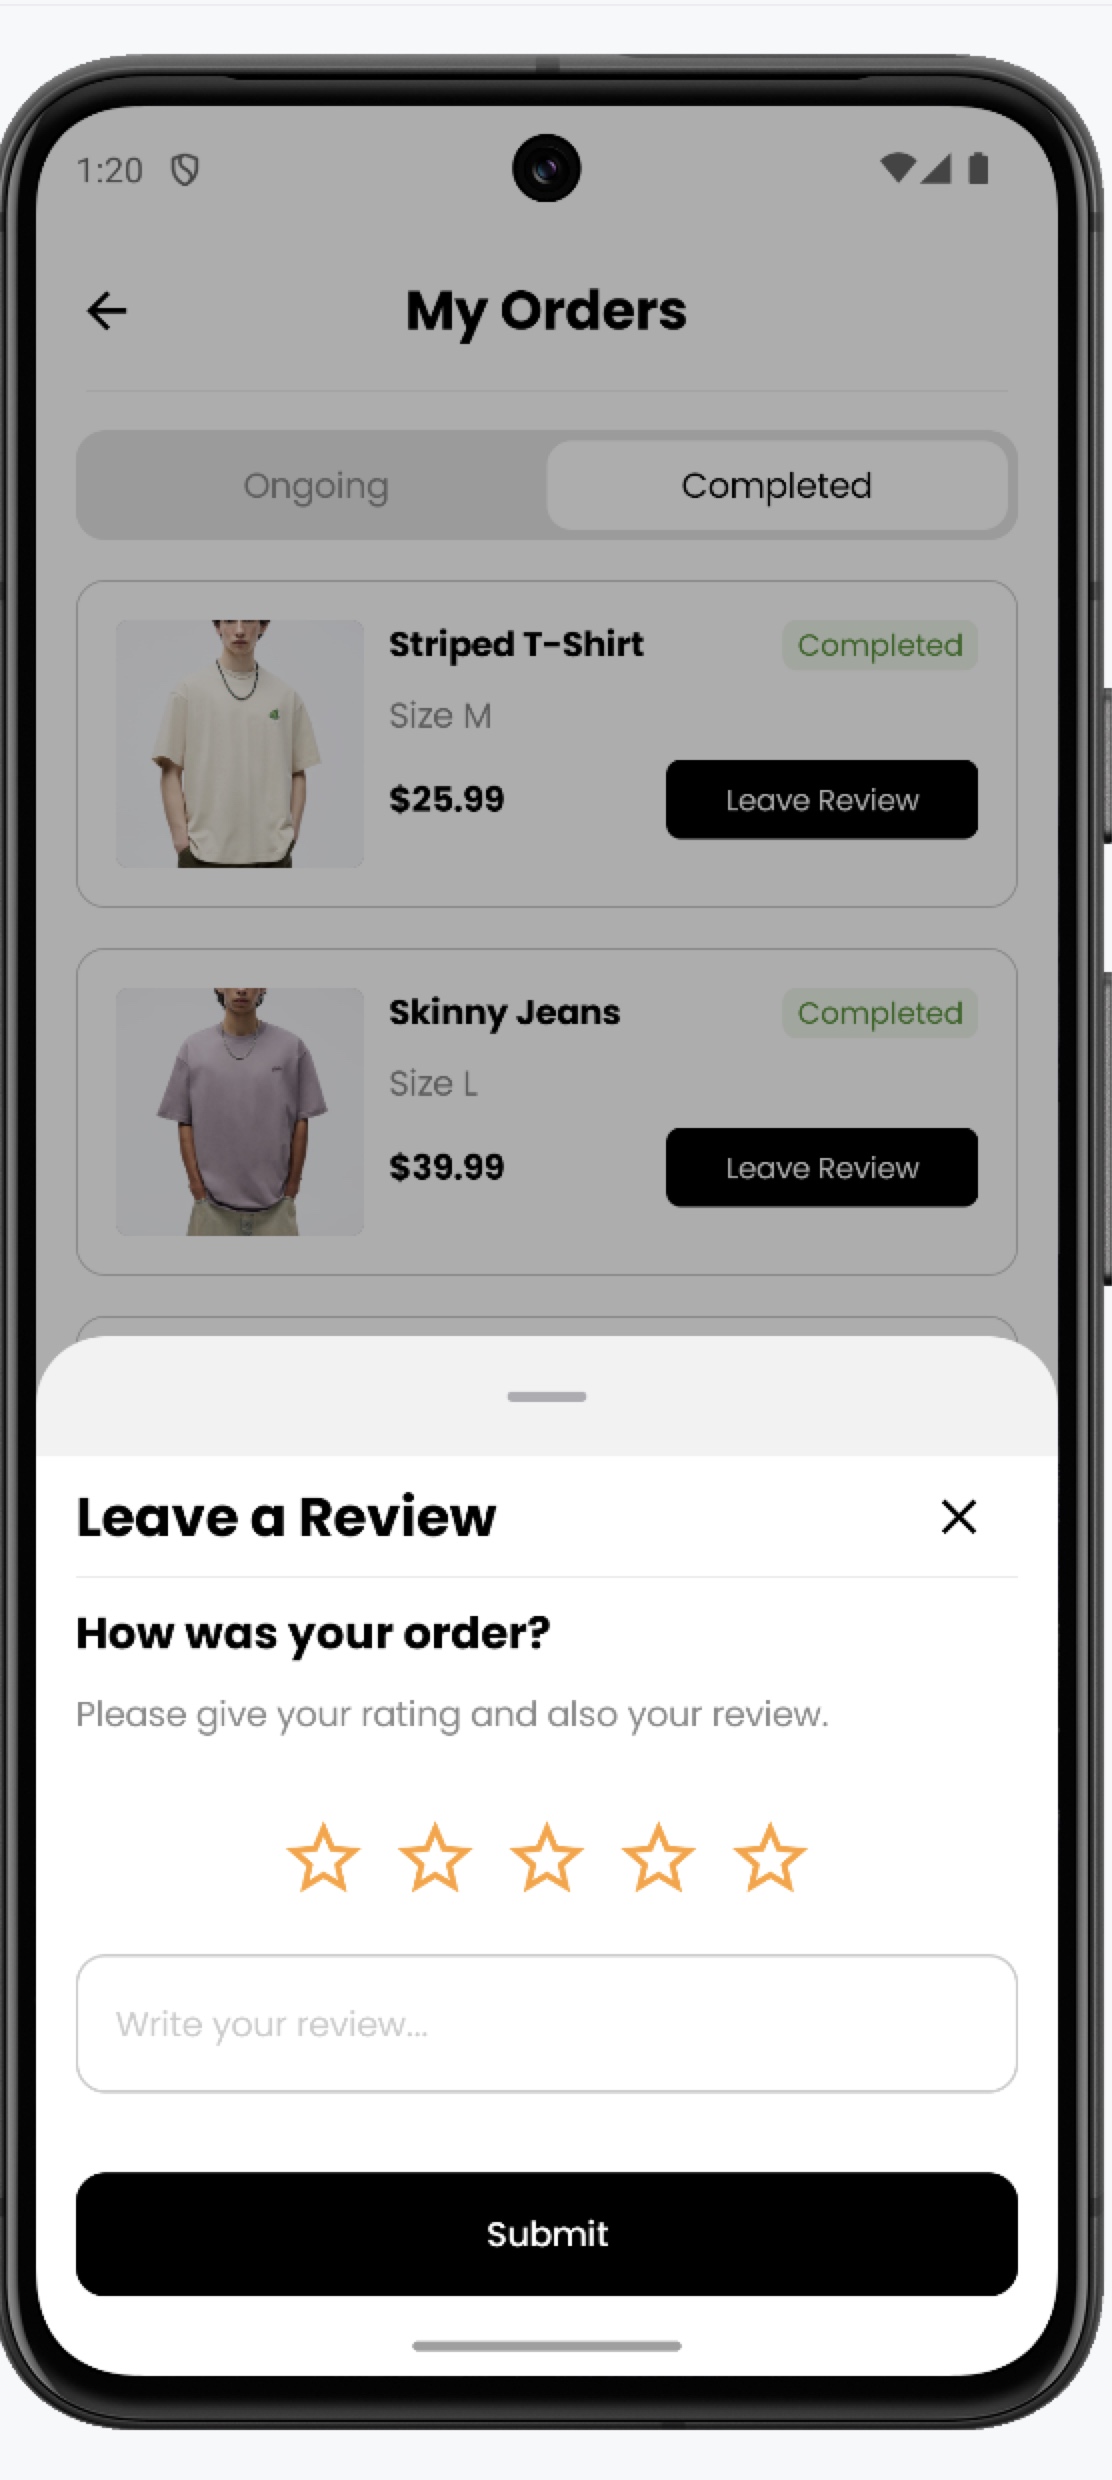 1:20
My Orders
Ongoing
Completed
Striped T-Shirt
Completed
Size M
$25.99
Leave Review
Skinny Jeans
Completed
Size L
$39.99
Leave Review
Leave a Review
How was your order?
Please give your rating and also your review.
Write your review...
Submit